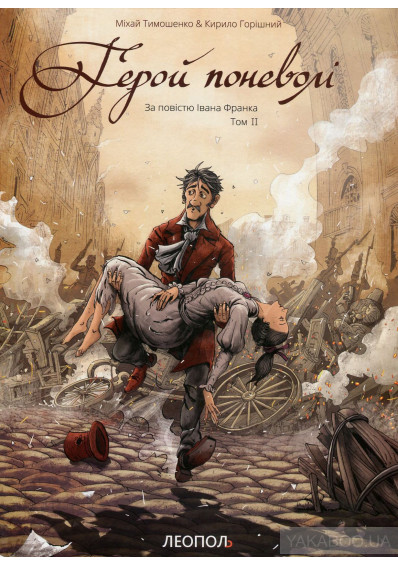 Міхай Тимошенко & Кирило Горішний
Герой поневолі
За повістю Івана Франка
Том II
ЛЕОПОЛЬ
YAKABOO.UA